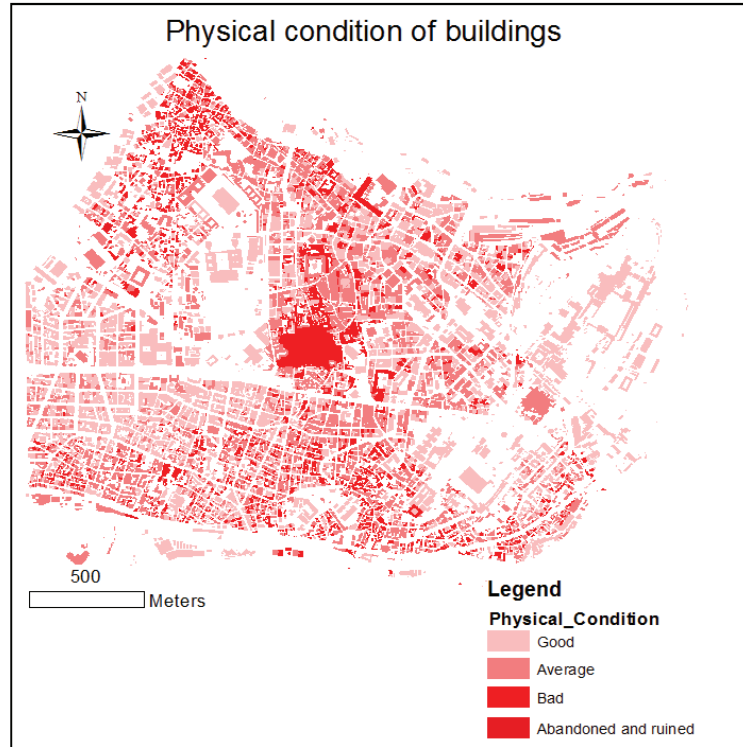 Physical condition of buildings
N
500
Meters
Legend
Physical_Condition
Good
Average
Bad
Abandoned and ruined